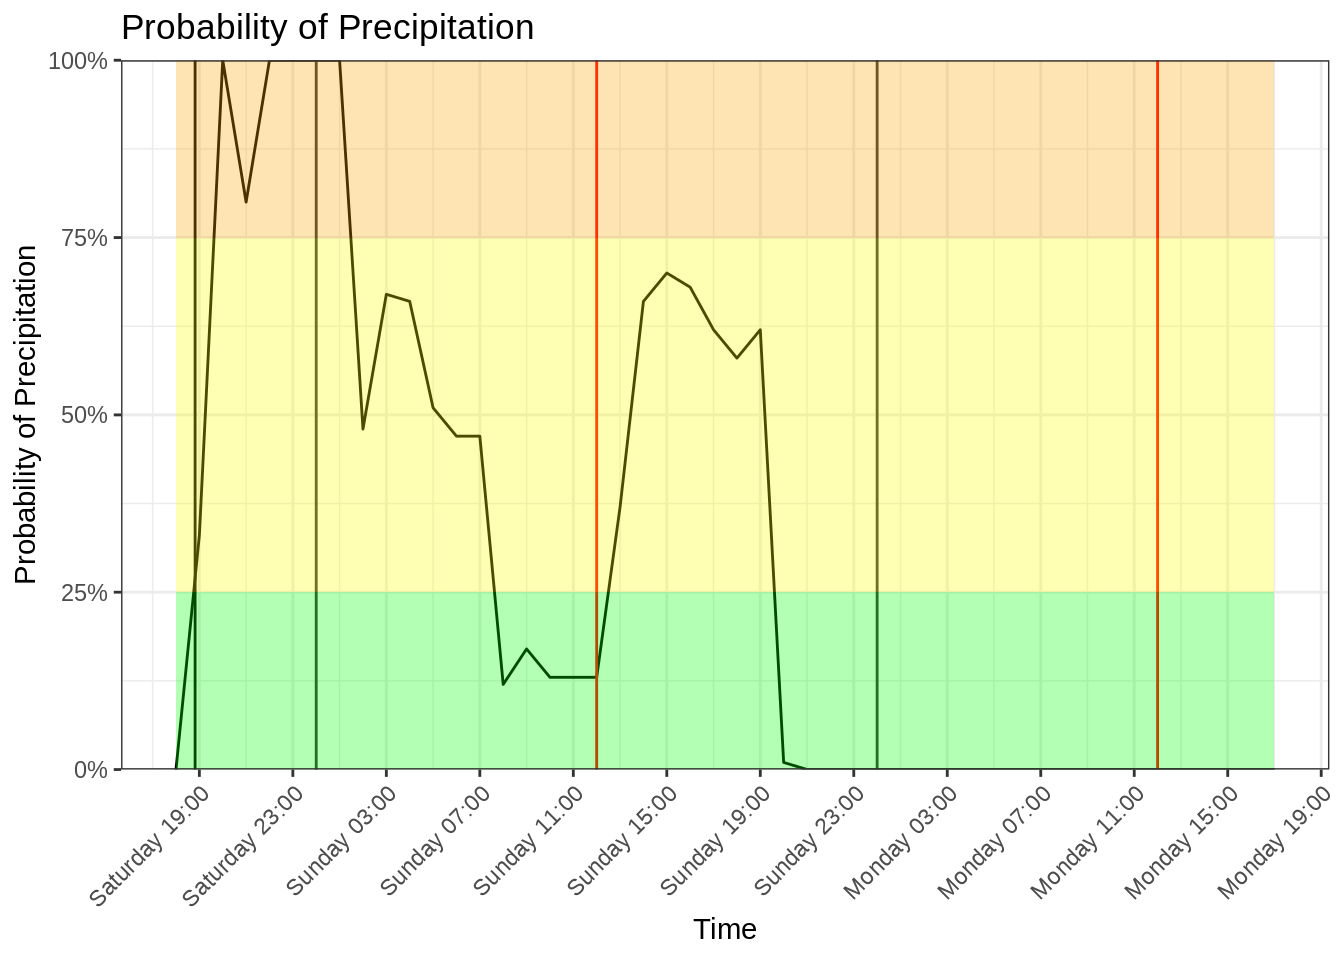 Probability of Precipitation
100%
75%
50%
25%
0%
Probability of Precipitation
Saturday 19:00
Saturday 23:00
Sunday 03:00
Sunday 07:00
Sunday 11:00
Sunday 15:00
Sunday 19:00
Sunday 23:00
Monday 03:00
Monday 07:00
Monday 11:00
Monday 15:00
Monday 19:00
Time